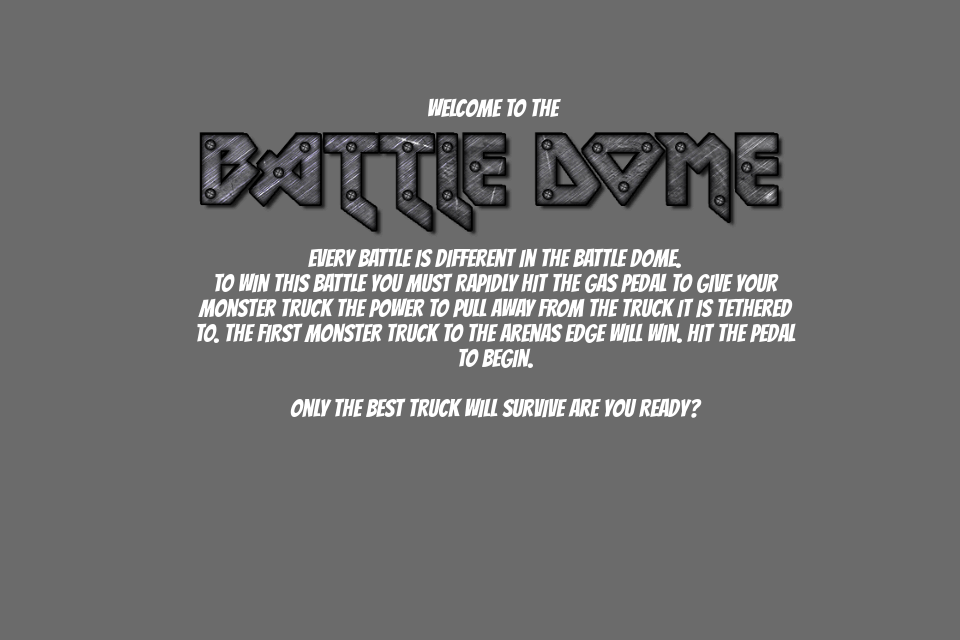 WELCOME TO THE
BATTLE DOME
EVERY BATTLE IS DIFFERENT IN THE BATTLE DOME.
TO WIN THIS BATTLE YOU MUST RAPIDLY HIT THE GAS PEDAL TO GIVE YOUR
MONSTER TRUCK THE POWER TO PULL AWAY FROM THE TRUCK IT IS TETHERED
TO. THE FIRST MONSTER TRUCK TO THE ARENAS EDGE WILL WIN. HIT THE PEDAL
TO BEGIN.
ONLY THE BEST TRUCK WILL SURVIVE ARE YOU READY?